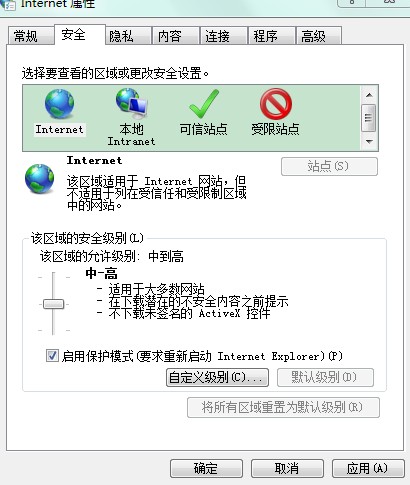 Internet 属性
常规 安全 隐私 内容 连接 程序 高级
选择要查看的区域或更改安全设置。
Internet 本地 Intranet 可信站点 受限站点
Internet
站点(S)
该区域适用于 Internet 网站，但
不适用于列在受信任和受限制区域
中的网站。
该区域的安全级别(L)
该区域的允许级别: 中到高
中-高
- 适用于大多数网站
- 在下载潜在的不安全内容之前提示
- 不下载未签名的 ActiveX 控件
启用保护模式(要求重新启动 Internet Explorer)(P)
自定义级别(C)... 默认级别(D)
将所有区域重置为默认级别(R)
确定 取消 应用(A)